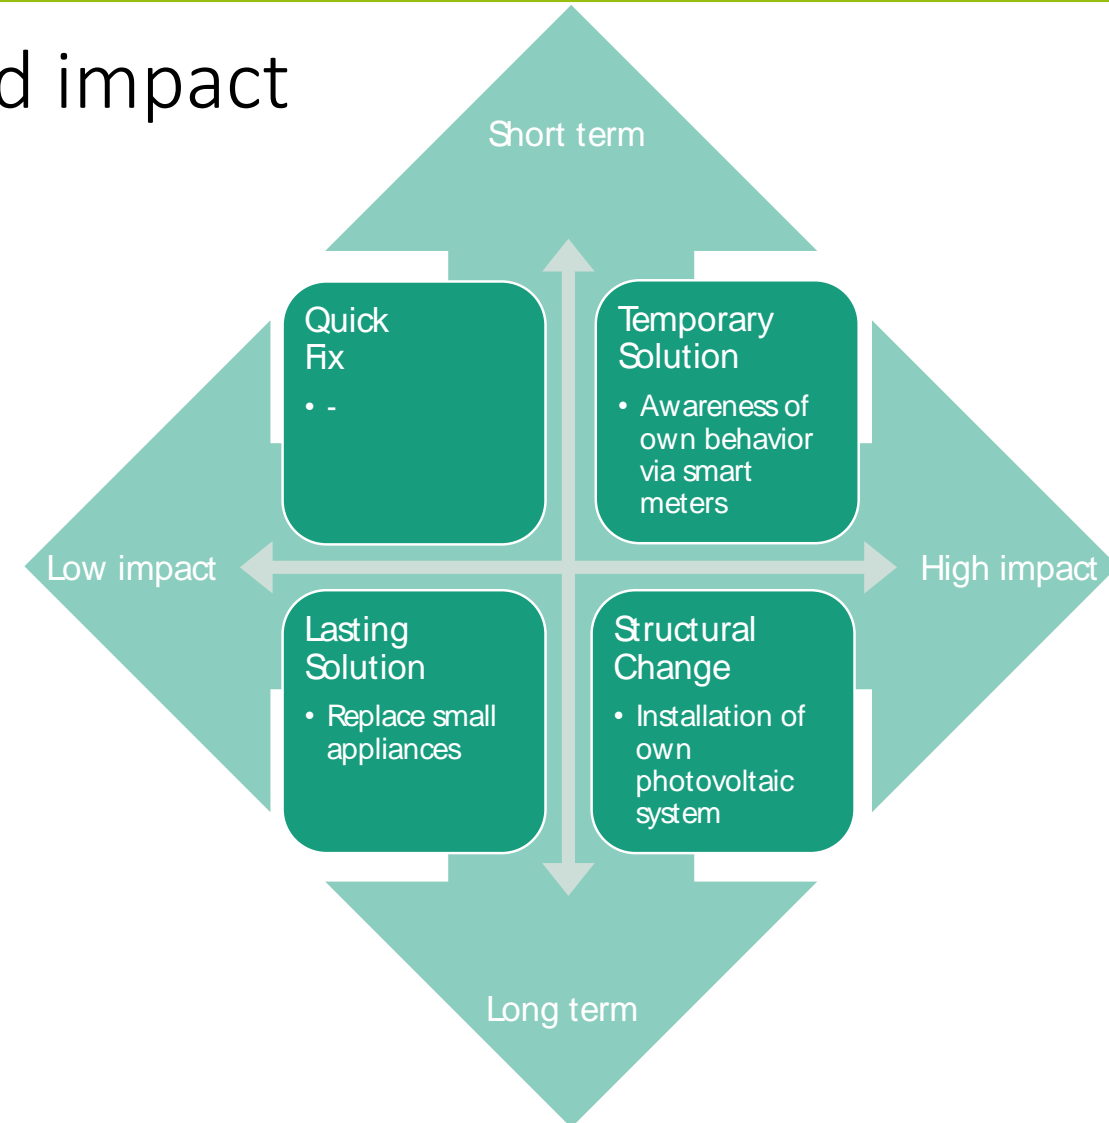 d impact
Short term
Quick
Fix
• -
Temporary
Solution
• Awareness of
own behavior
via smart
meters
Low impact
High impact
Lasting
Solution
• Replace small
appliances
Structural
Change
• Installation of
own
photovoltaic
system
Long term